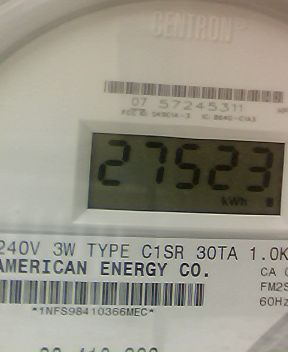 CENTRON
07 57245311
27523
kWh
240V 3W TYPE C1SR 30TA 1.0K
AMERICAN ENERGY CO.
CA
FM2S
60Hz
*1NFS98410366MEC*